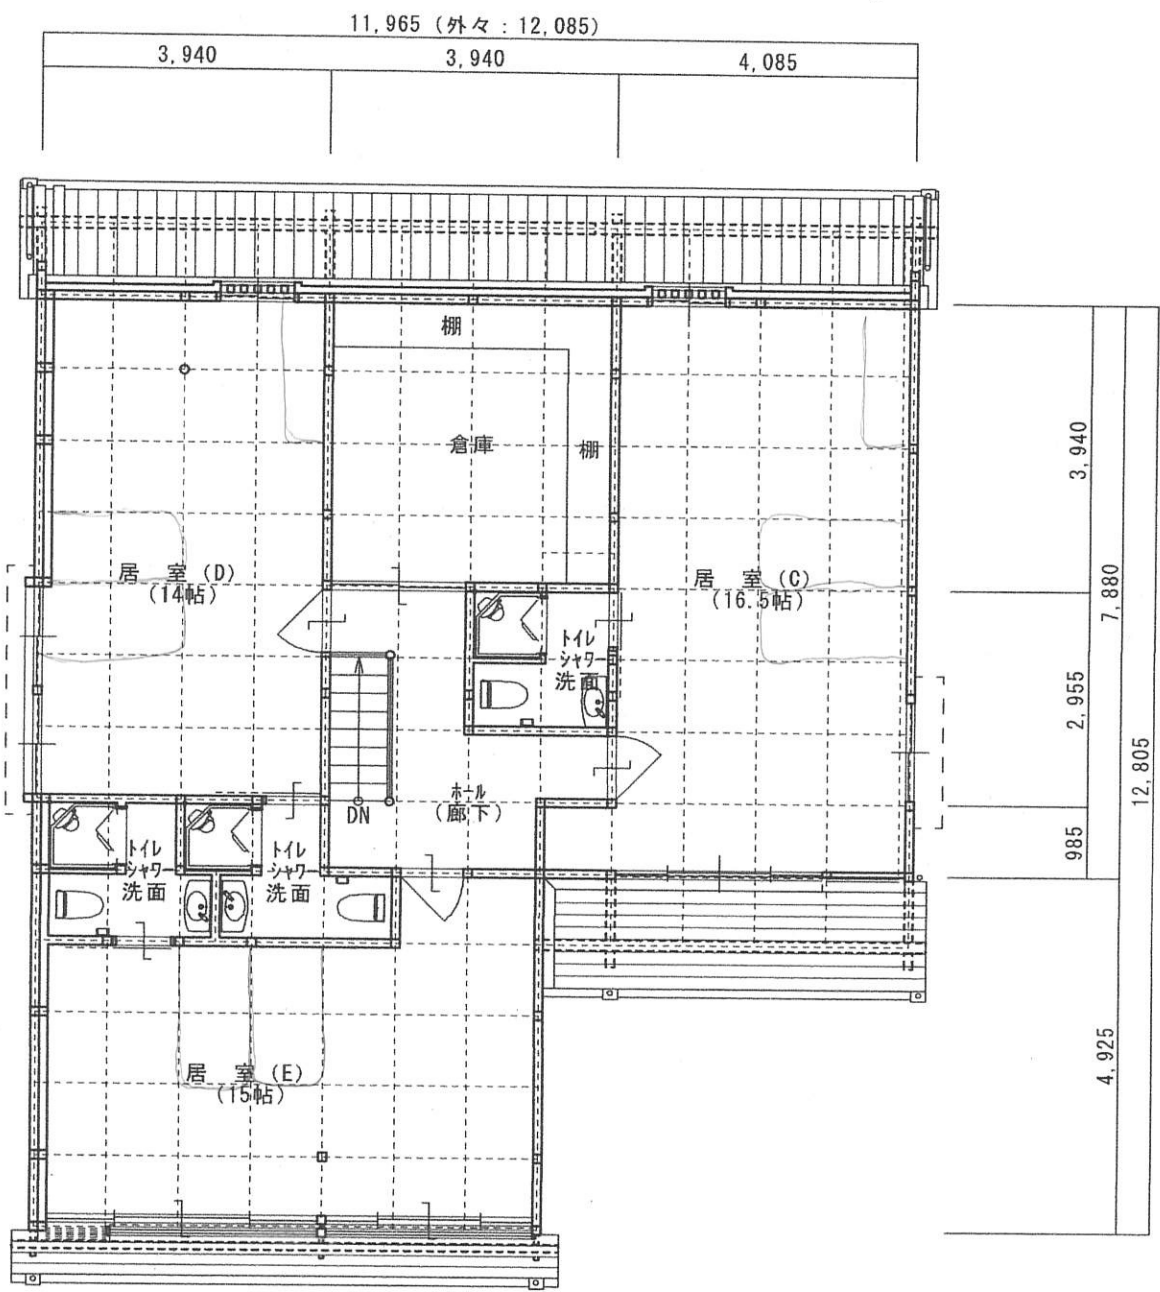 11,965 (外々 : 12,085)
3,940
3,940
4,085
棚
倉庫
棚
居 室 (D)
(14帖)
居 室 (C)
(16.5帖)
トイレ
シャワー
洗面
DN
ホール
(廊下)
トイレ
シャワー
洗面
トイレ
シャワー
洗面
居 室 (E)
(15帖)
3,940
7,880
2,955
12,805
985
4,925